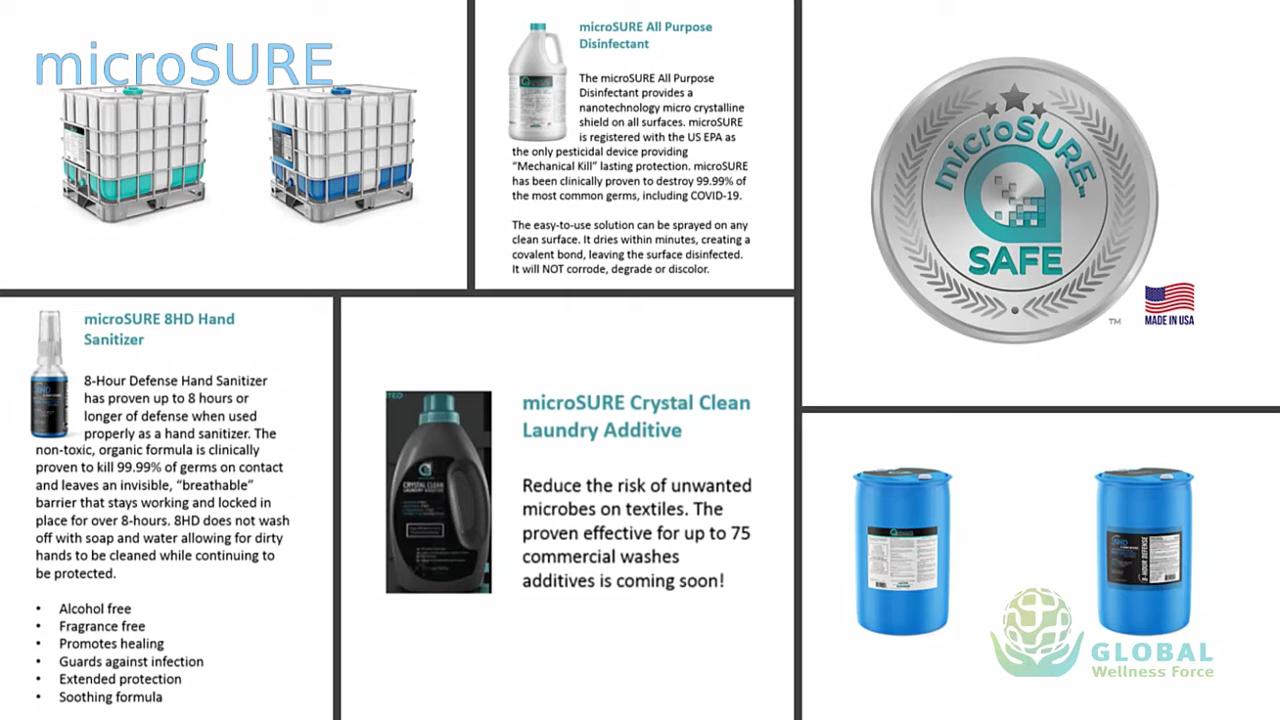 microSURE
microSURE All Purpose
Disinfectant
The microSURE All Purpose
Disinfectant provides a
nanotechnology micro crystalline
shield on all surfaces. microSURE
is registered with the US EPA as
the only pesticidal device providing
“Mechanical Kill” lasting protection. microSURE
has been clinically proven to destroy 99.99% of
the most common germs, including COVID-19.
The easy-to-use solution can be sprayed on any
clean surface. It dries within minutes, creating a
covalent bond, leaving the surface disinfected.
It will NOT corrode, degrade or discolor.
microSURE
SAFE
TM
MADE IN USA
microSURE 8HD Hand
Sanitizer
8-Hour Defense Hand Sanitizer
has proven up to 8 hours or
longer of defense when used
properly as a hand sanitizer. The
non-toxic, organic formula is clinically
proven to kill 99.99% of germs on contact
and leaves an invisible, “breathable”
barrier that stays working and locked in
place for over 8-hours. 8HD does not wash
off with soap and water allowing for dirty
hands to be cleaned while continuing to
be protected.
• Alcohol free
• Fragrance free
• Promotes healing
• Guards against infection
• Extended protection
• Soothing formula
CRYSTAL CLEAN
LAUNDRY ADDITIVE
microSURE Crystal Clean
Laundry Additive
Reduce the risk of unwanted
microbes on textiles. The
proven effective for up to 75
commercial washes
additives is coming soon!
8HD
8-HOUR DEFENSE
GLOBAL
Wellness Force